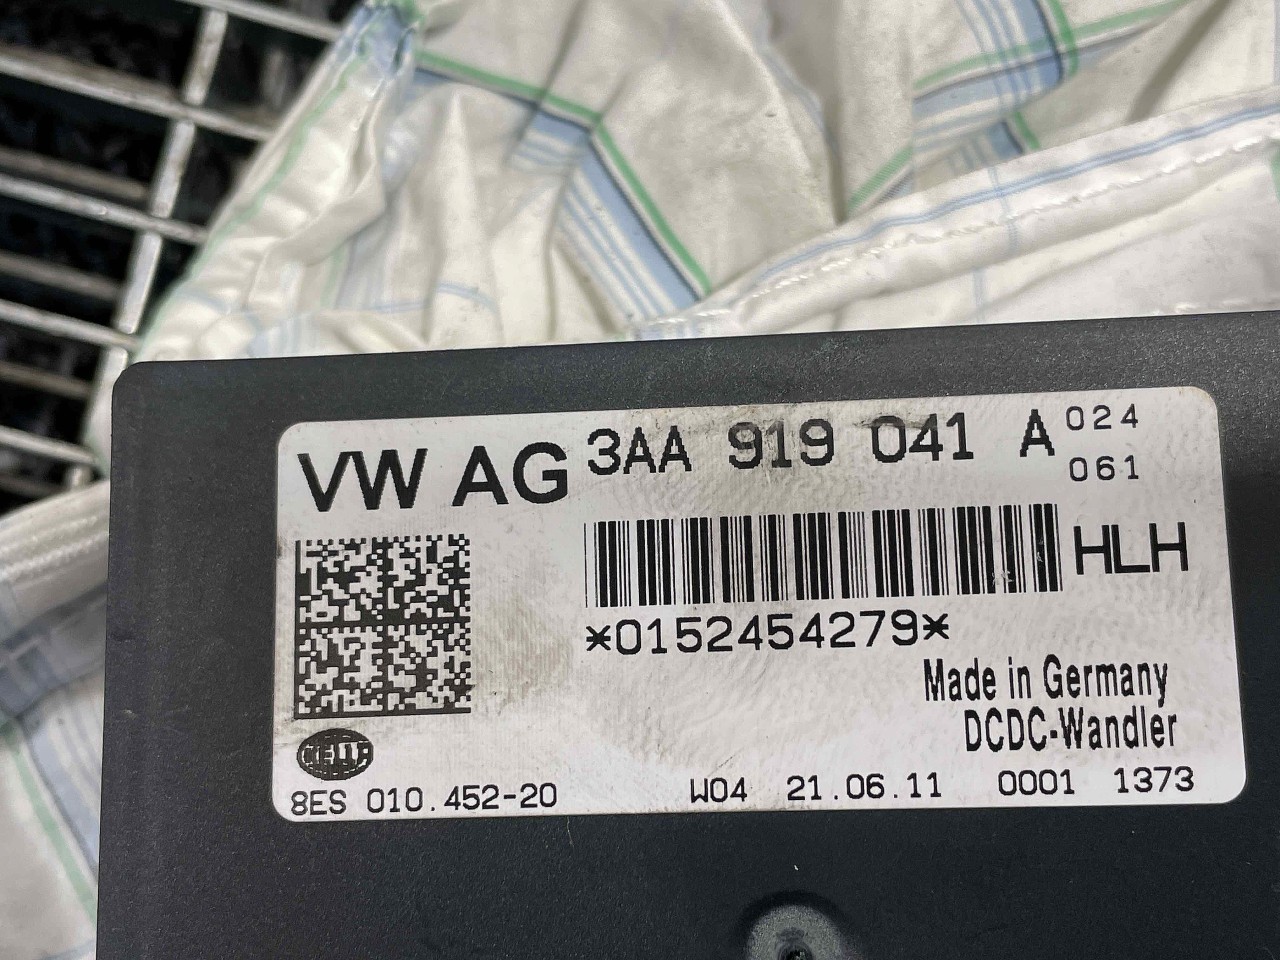 VW AG 3AA 919 041 A 024
061
HLH
*0152454279*
Made in Germany
DCDC-Wandler
HELLA
8ES 010.452-20 W04 21.06.11 0001 1373